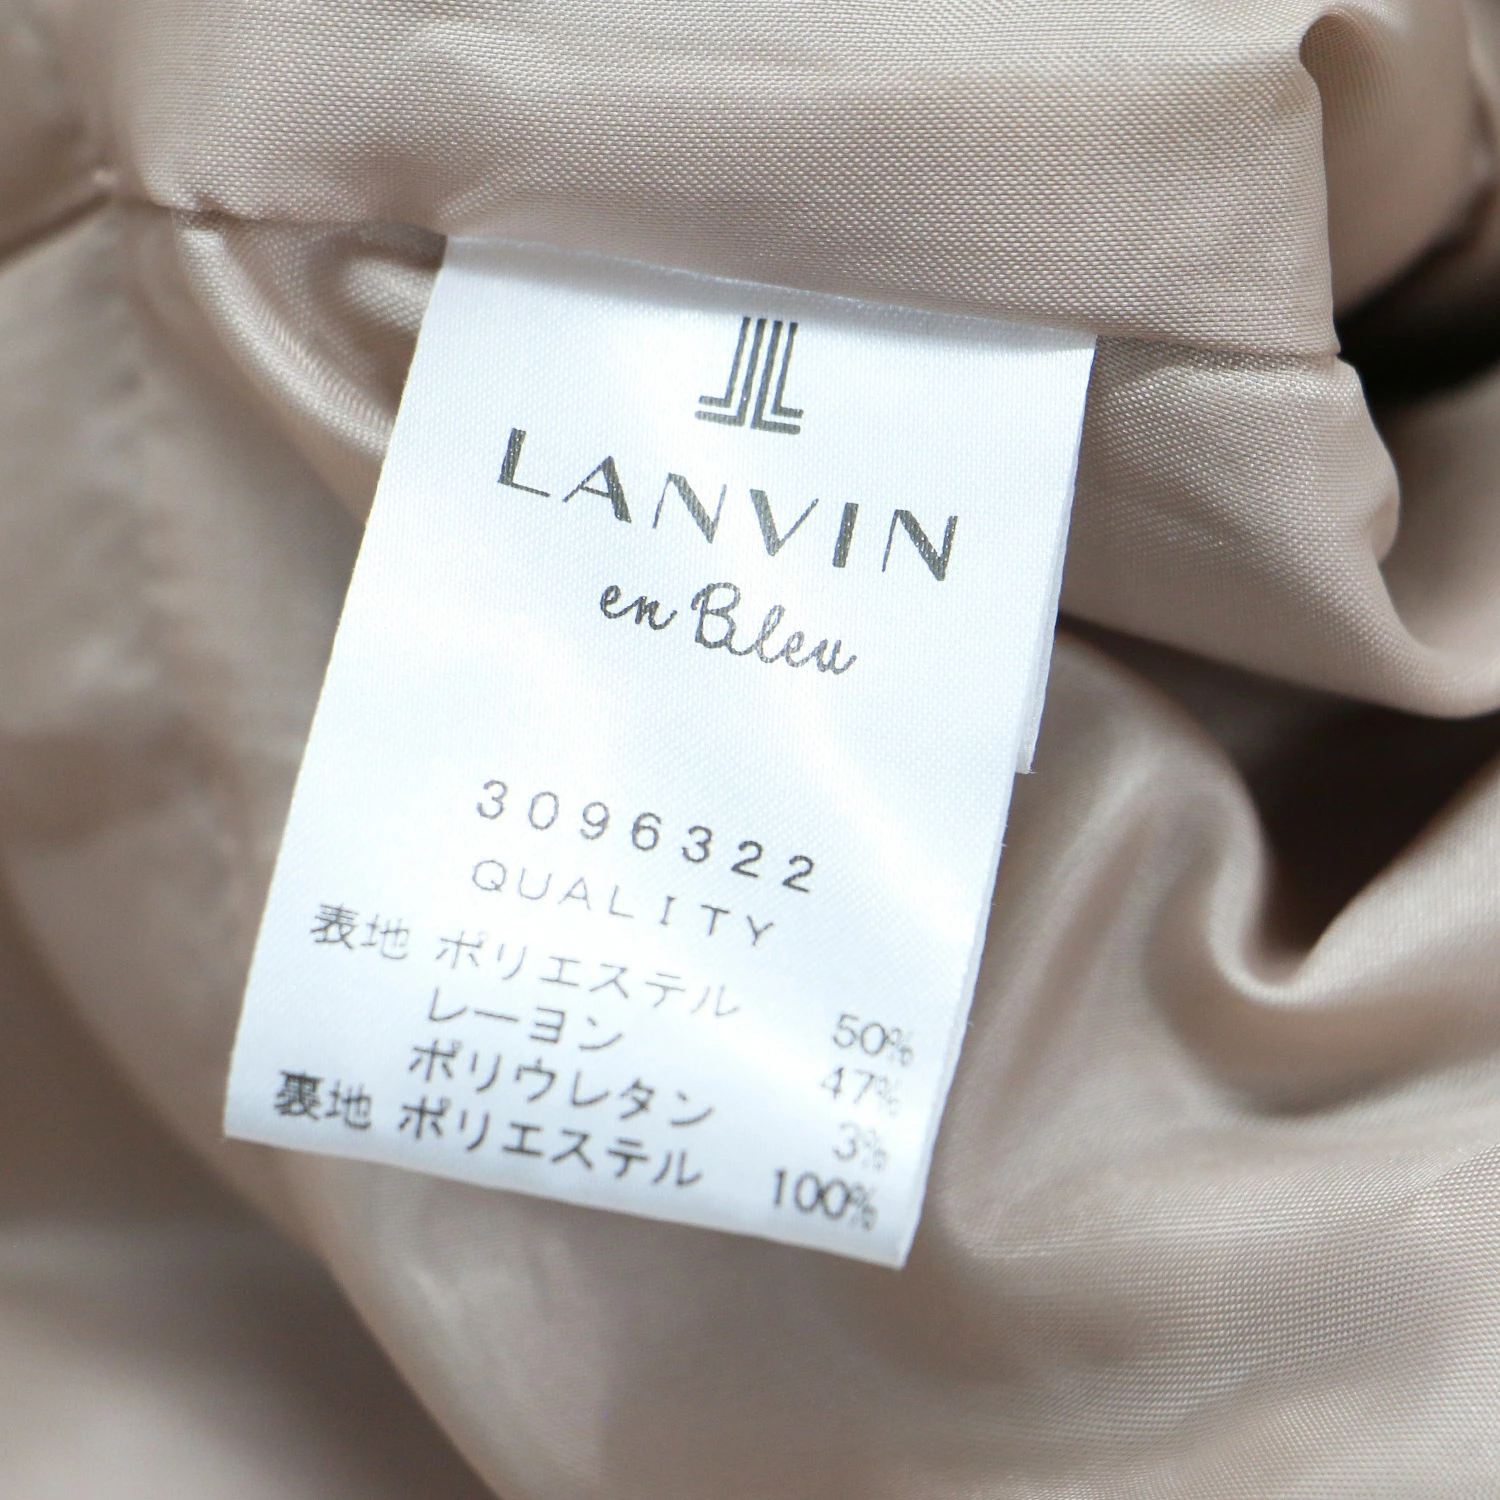 LANVIN
en Bleu
3096322
QUALITY
表地 ポリエステル 50%
レーヨン 47%
ポリウレタン 3%
裏地 ポリエステル 100%